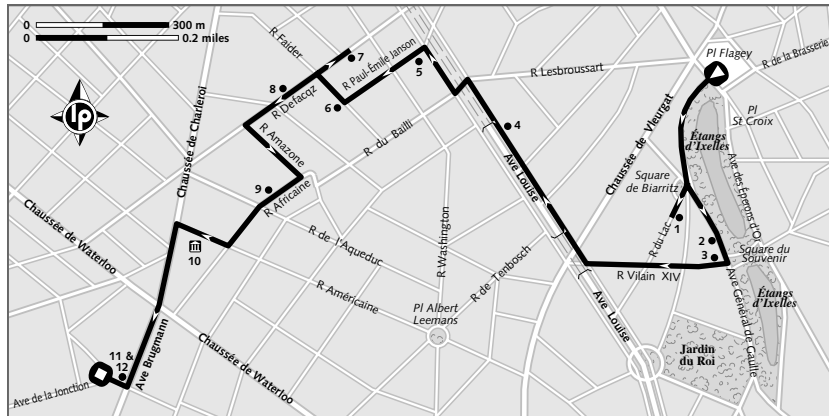 0 300 m
0 0.2 miles
lp
R Faider
7
8
R Defacqz
R Paul-Émile Janson
6
5
R Lesbroussart
Pl Flagey
R de la Brasserie
Pl
St Croix
Étangs
d'Ixelles
Chaussée de Vleurgat
Chaussée de Charleroi
R Amazone
R du Bailli
4
Ave Louise
Square
de Biarritz
Ave des Éperons d'Or
9
R Africaine
10
R du Lac
1
2
3
Square du
Souvenir
Chaussée de Waterloo
R de l'Aqueduc
R Washington
R de Tenbosch
R Vilain XIV
R Américaine
Ave Louise
Étangs
d'Ixelles
Ave Général de Gaulle
Pl Albert
Leemans
Ave Brugmann
Chaussée de Waterloo
Jardin
du Roi
11 &
12
Ave de la Jonction